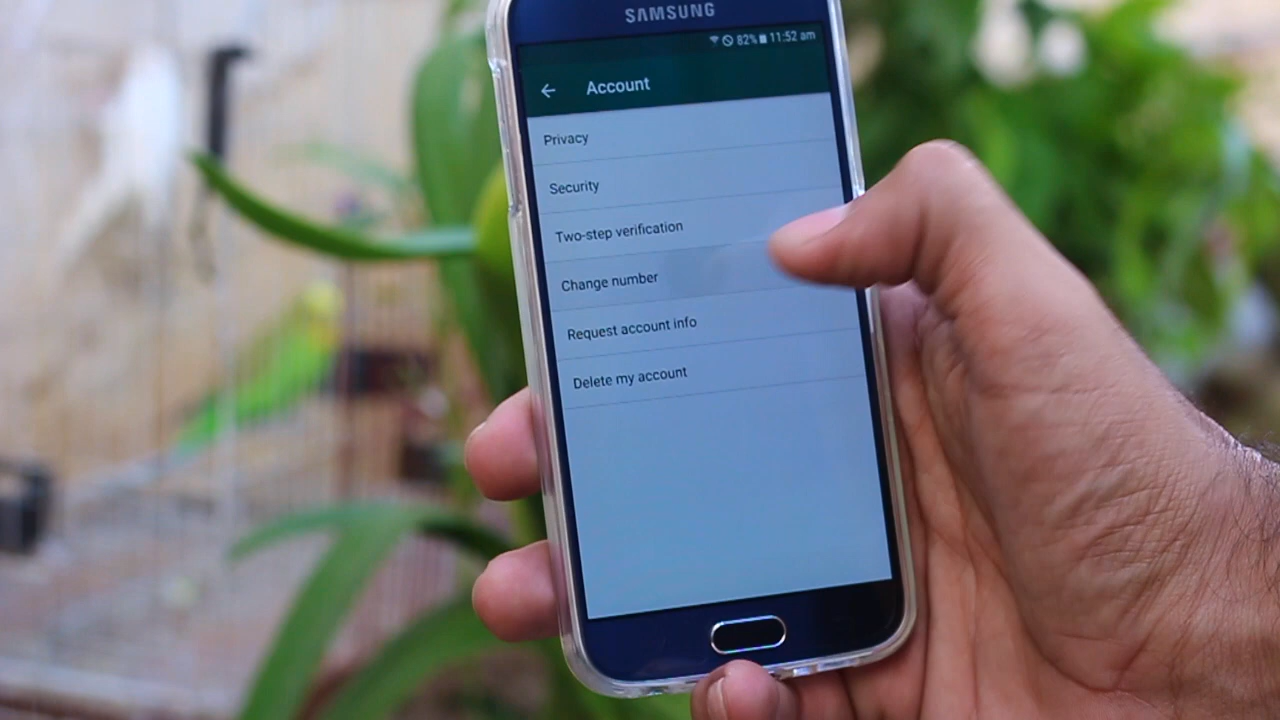 SAMSUNG
82% 11:52 am
Account
Privacy
Security
Two-step verification
Change number
Request account info
Delete my account